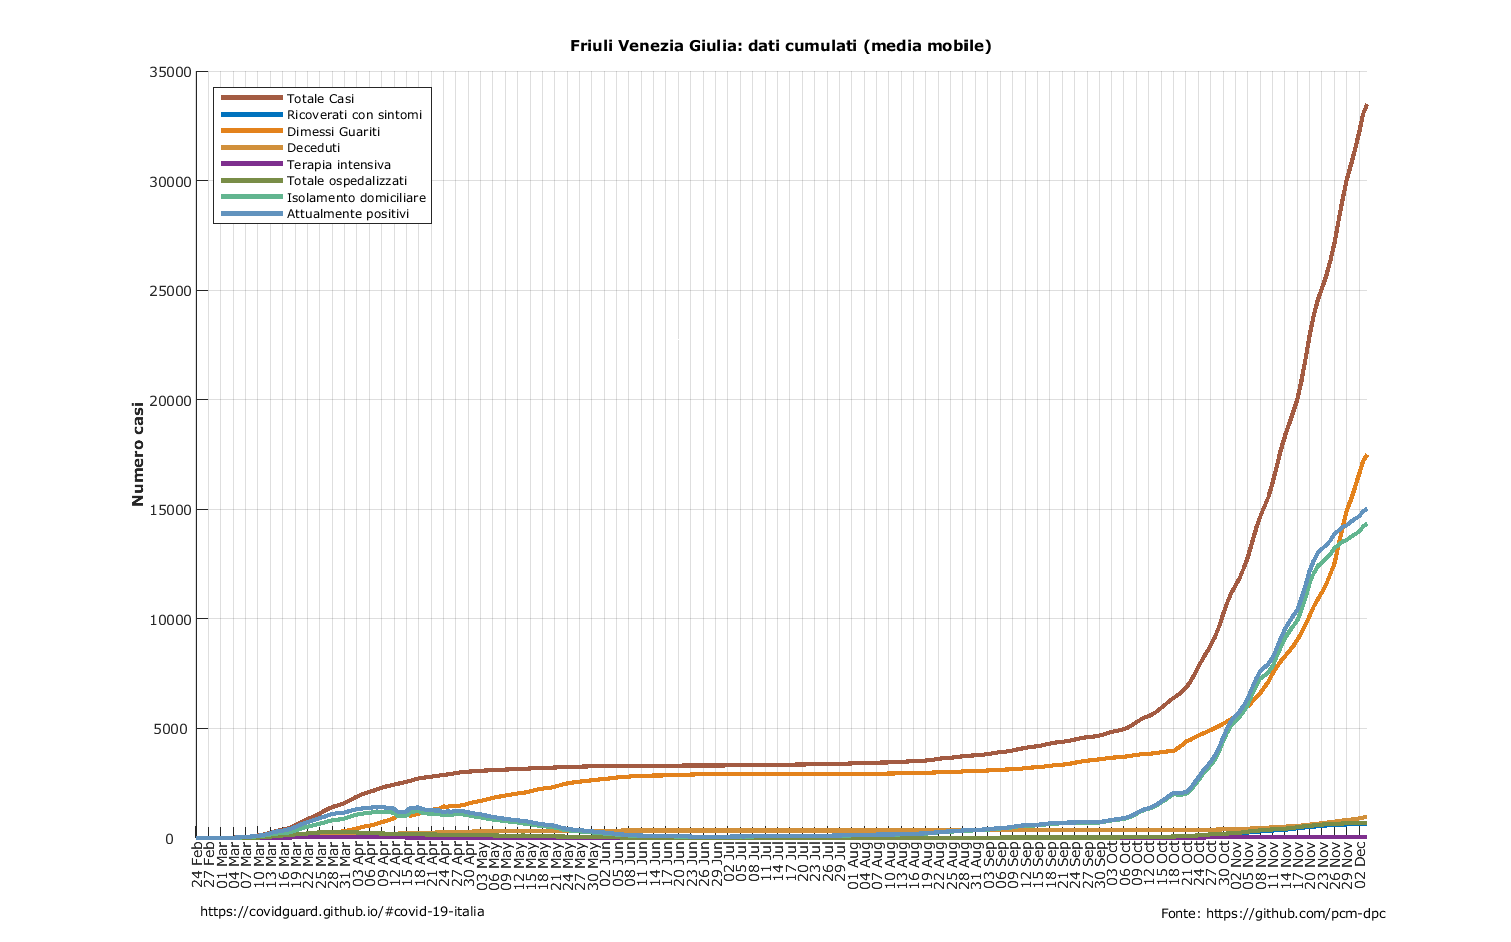 Friuli Venezia Giulia: dati cumulati (media mobile)
35000
30000
25000
20000
15000
10000
5000
0
Numero casi
Totale Casi
Ricoverati con sintomi
Dimessi Guariti
Deceduti
Terapia intensiva
Totale ospedalizzati
Isolamento domiciliare
Attualmente positivi
24 Feb
27 Feb
01 Mar
04 Mar
07 Mar
10 Mar
13 Mar
16 Mar
19 Mar
22 Mar
25 Mar
28 Mar
31 Mar
03 Apr
06 Apr
09 Apr
12 Apr
15 Apr
18 Apr
21 Apr
24 Apr
27 Apr
30 Apr
03 May
06 May
09 May
12 May
15 May
18 May
21 May
24 May
27 May
30 May
02 Jun
05 Jun
08 Jun
11 Jun
14 Jun
17 Jun
20 Jun
23 Jun
26 Jun
29 Jun
02 Jul
05 Jul
08 Jul
11 Jul
14 Jul
17 Jul
20 Jul
23 Jul
26 Jul
29 Jul
01 Aug
04 Aug
07 Aug
10 Aug
13 Aug
16 Aug
19 Aug
22 Aug
25 Aug
28 Aug
31 Aug
03 Sep
06 Sep
09 Sep
12 Sep
15 Sep
18 Sep
21 Sep
24 Sep
27 Sep
30 Sep
03 Oct
06 Oct
09 Oct
12 Oct
15 Oct
18 Oct
21 Oct
24 Oct
27 Oct
30 Oct
02 Nov
05 Nov
08 Nov
11 Nov
14 Nov
17 Nov
20 Nov
23 Nov
26 Nov
29 Nov
02 Dec
https://covidguard.github.io/#covid-19-italia
Fonte: https://github.com/pcm-dpc